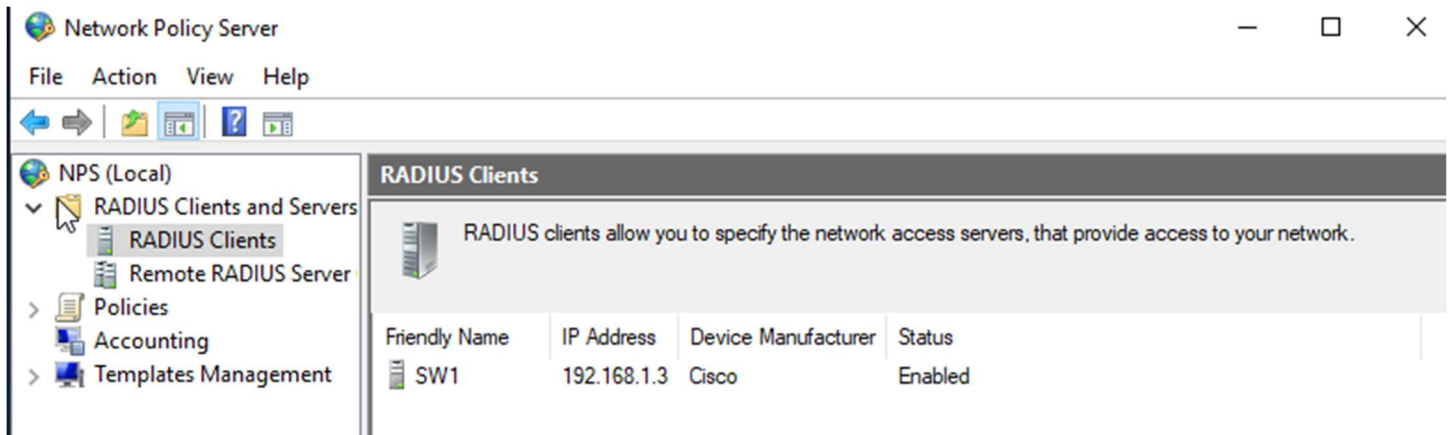 Network Policy Server
File Action View Help
NPS (Local)
RADIUS Clients and Servers
RADIUS Clients
Remote RADIUS Server
Policies
Accounting
Templates Management
RADIUS Clients
RADIUS clients allow you to specify the network access servers, that provide access to your network.
Friendly Name IP Address Device Manufacturer Status
SW1 192.168.1.3 Cisco Enabled